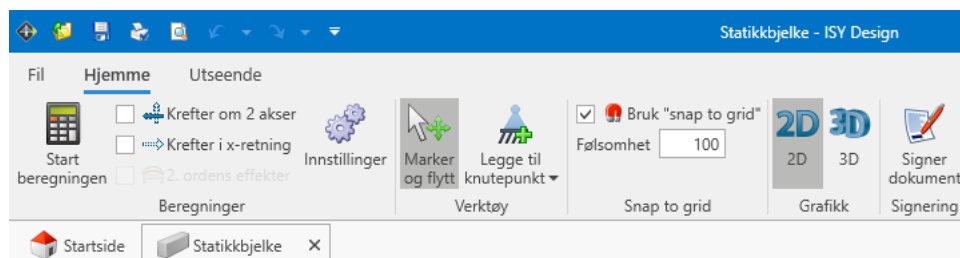 Statikkbjelke - ISY Design
Fil Hjemme Utseende
Start beregningen
Krefter om 2 akser
Krefter i x-retning
2. ordens effekter
Innstillinger
Beregninger
Marker og flytt
Legge til knutepunkt
Verktøy
Bruk "snap to grid"
Følsomhet 100
Snap to grid
2D
2D
3D
3D
Grafikk
Signer dokument
Signering
Startside
Statikkbjelke